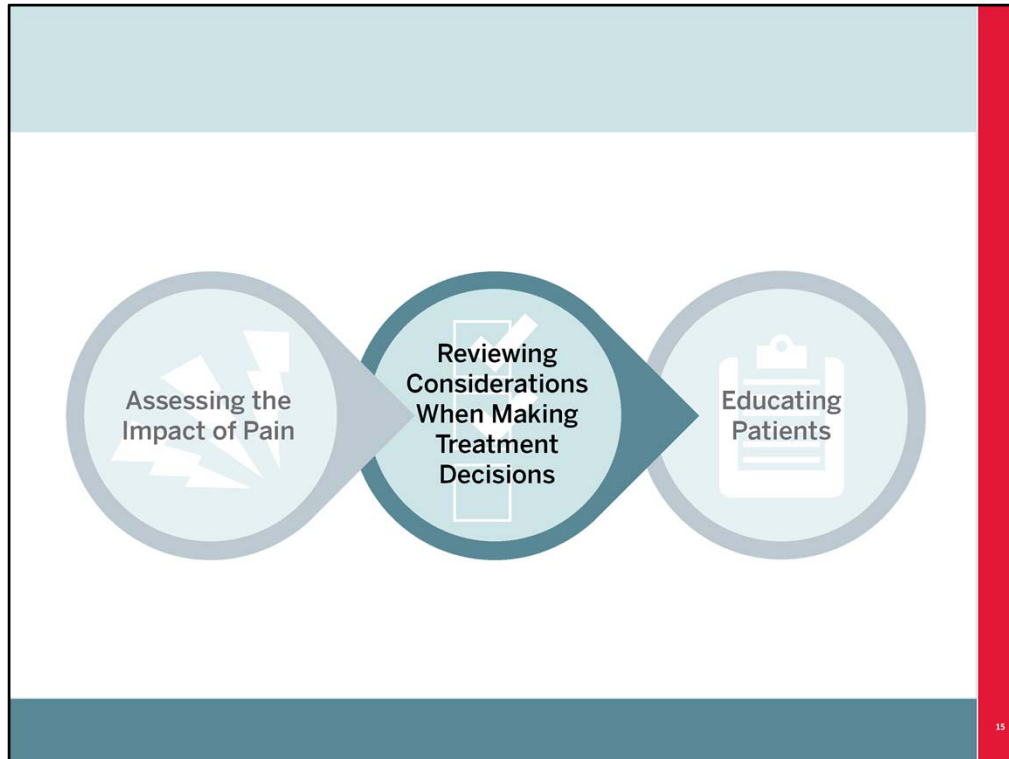 Assessing the
Impact of Pain
Reviewing
Considerations
When Making
Treatment
Decisions
Educating
Patients
15